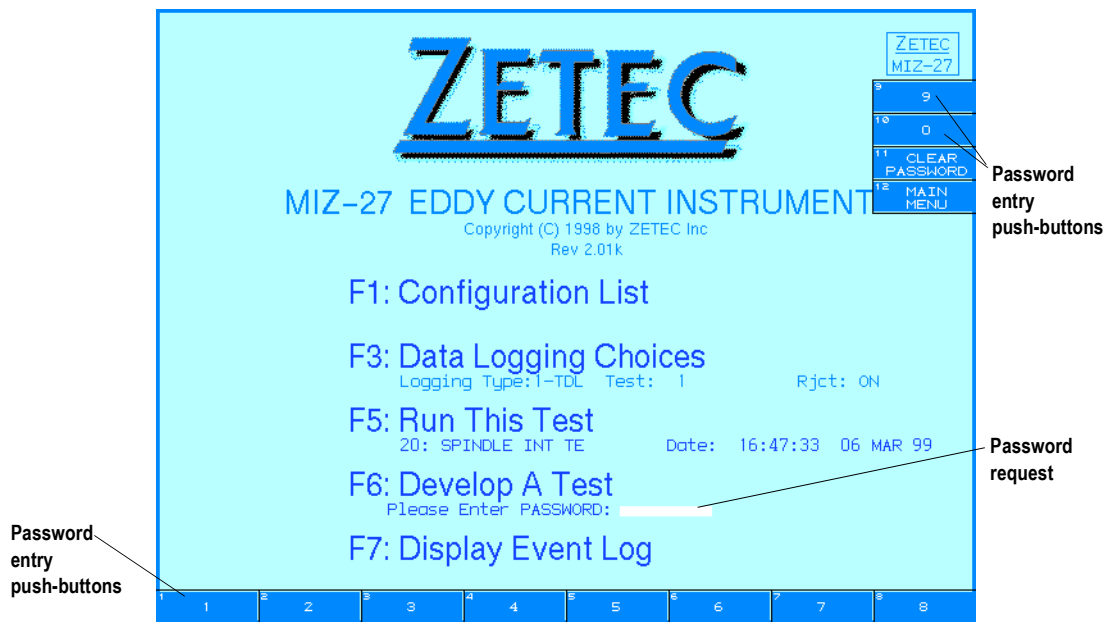 ZETEC
ZETEC
MIZ-27
9
9
10
0
11
CLEAR
PASSWORD
12
MAIN
MENU
Password
entry
push-buttons
MIZ-27 EDDY CURRENT INSTRUMENT
Copyright (C) 1998 by ZETEC Inc
Rev 2.01k
F1: Configuration List
F3: Data Logging Choices
Logging Type:1-TDL Test: 1 Rjct: ON
F5: Run This Test
20: SPINDLE INT TE Date: 16:47:33 06 MAR 99
Password
request
F6: Develop A Test
Please Enter PASSWORD:
F7: Display Event Log
Password
entry
push-buttons
1 2 3 4 5 6 7 8
1 2 3 4 5 6 7 8